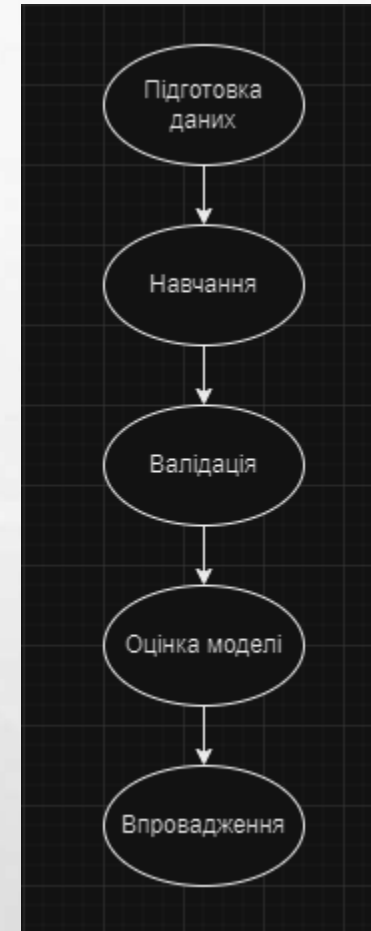 Підготовка
даних
Навчання
Валідація
Оцінка моделі
Впровадження